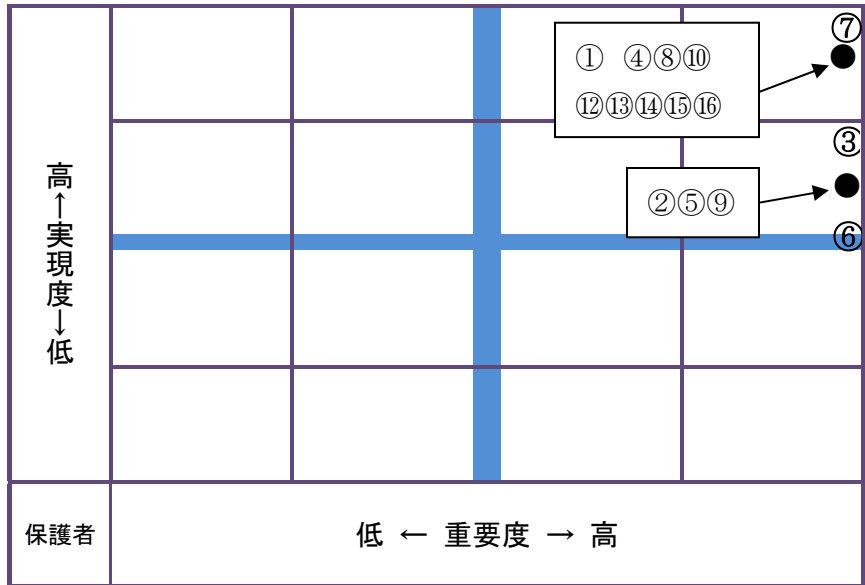 ⑦
① ④⑧⑩
⑫⑬⑭⑮⑯
③
②⑤⑨
⑥
高←実現度→低
保護者
低 ← 重要度 → 高